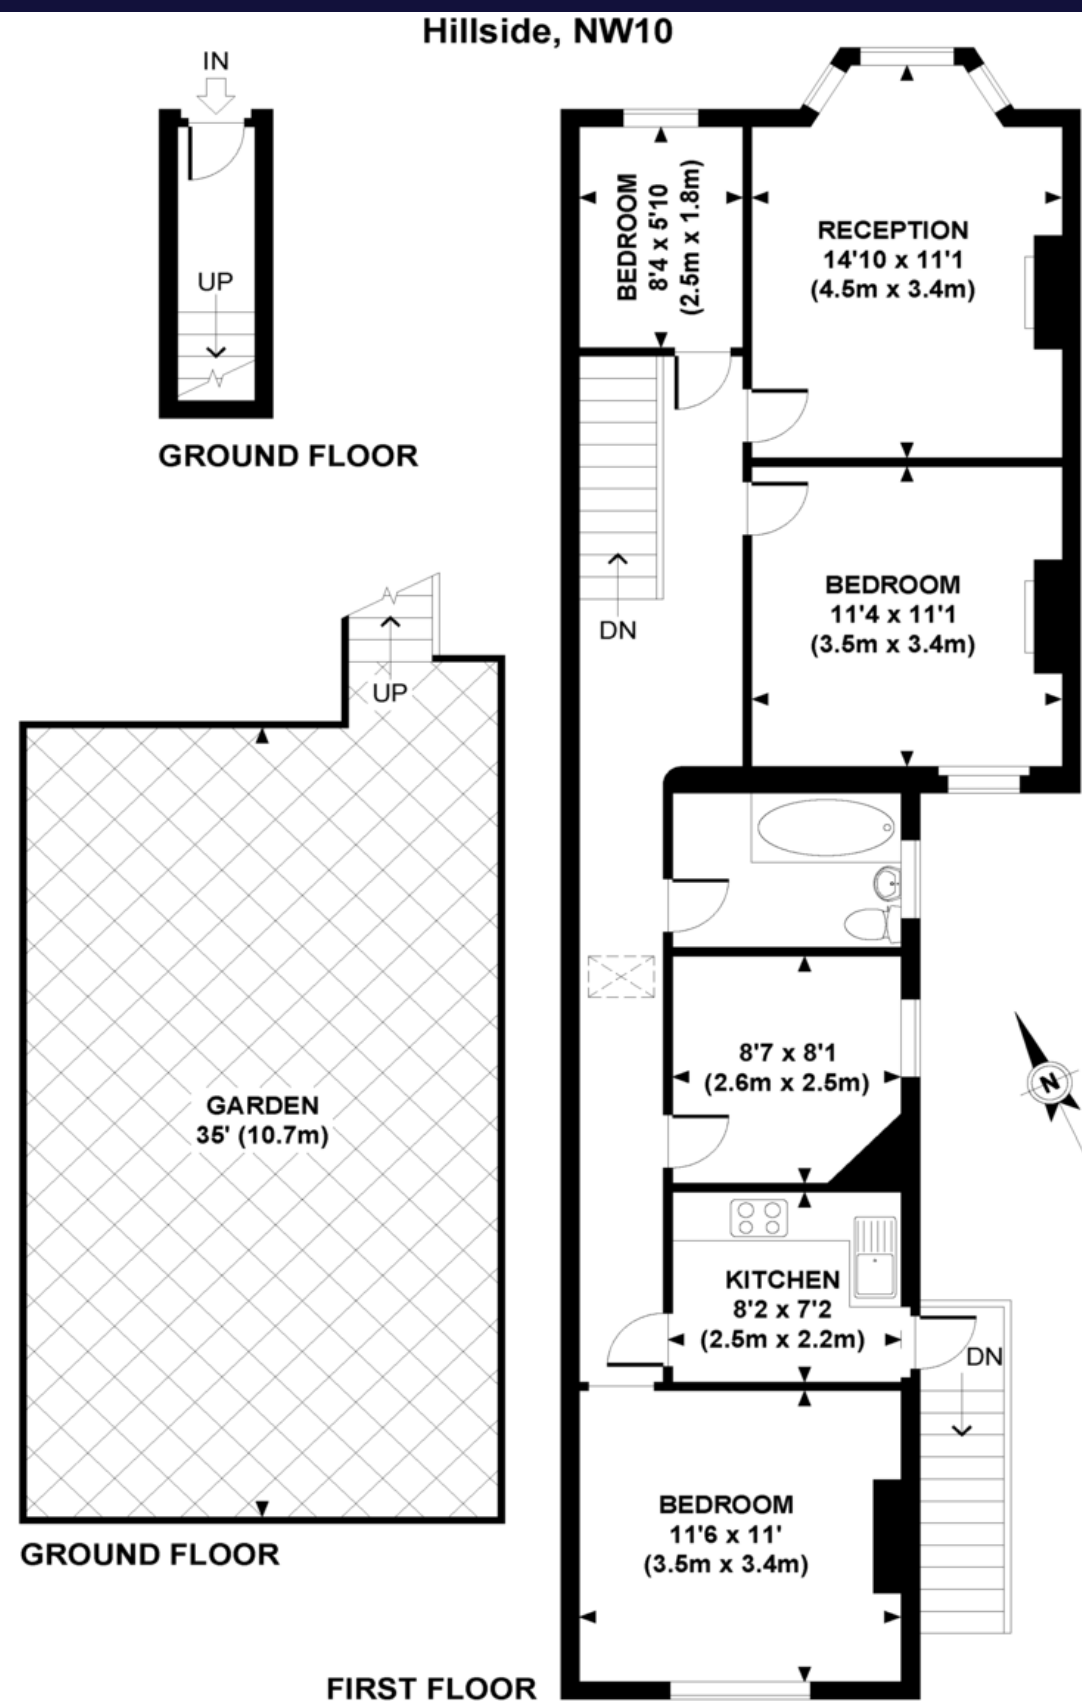 Hillside, NW10
IN
UP
GROUND FLOOR
BEDROOM
8'4 x 5'10
(2.5m x 1.8m)
RECEPTION
14'10 x 11'1
(4.5m x 3.4m)
DN
BEDROOM
11'4 x 11'1
(3.5m x 3.4m)
UP
GARDEN
35' (10.7m)
GROUND FLOOR
8'7 x 8'1
(2.6m x 2.5m)
N
KITCHEN
8'2 x 7'2
(2.5m x 2.2m)
DN
BEDROOM
11'6 x 11'
(3.5m x 3.4m)
FIRST FLOOR